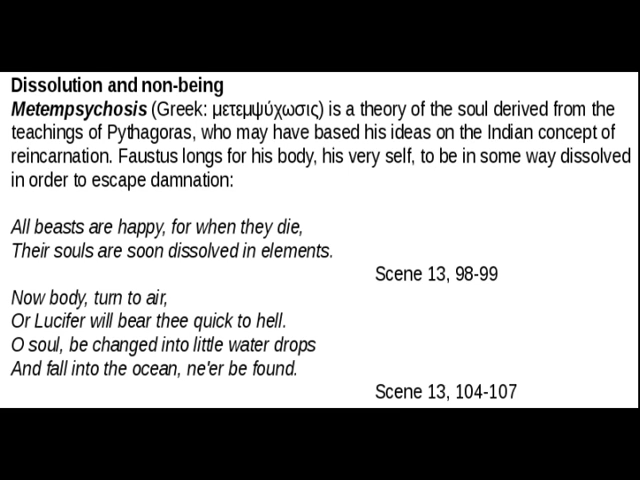 Dissolution and non-being
Metempsychosis (Greek: μετεμψύχωσις) is a theory of the soul derived from the
teachings of Pythagoras, who may have based his ideas on the Indian concept of
reincarnation. Faustus longs for his body, his very self, to be in some way dissolved
in order to escape damnation:
All beasts are happy, for when they die,
Their souls are soon dissolved in elements.
Scene 13, 98-99
Now body, turn to air,
Or Lucifer will bear thee quick to hell.
O soul, be changed into little water drops
And fall into the ocean, ne'er be found.
Scene 13, 104-107